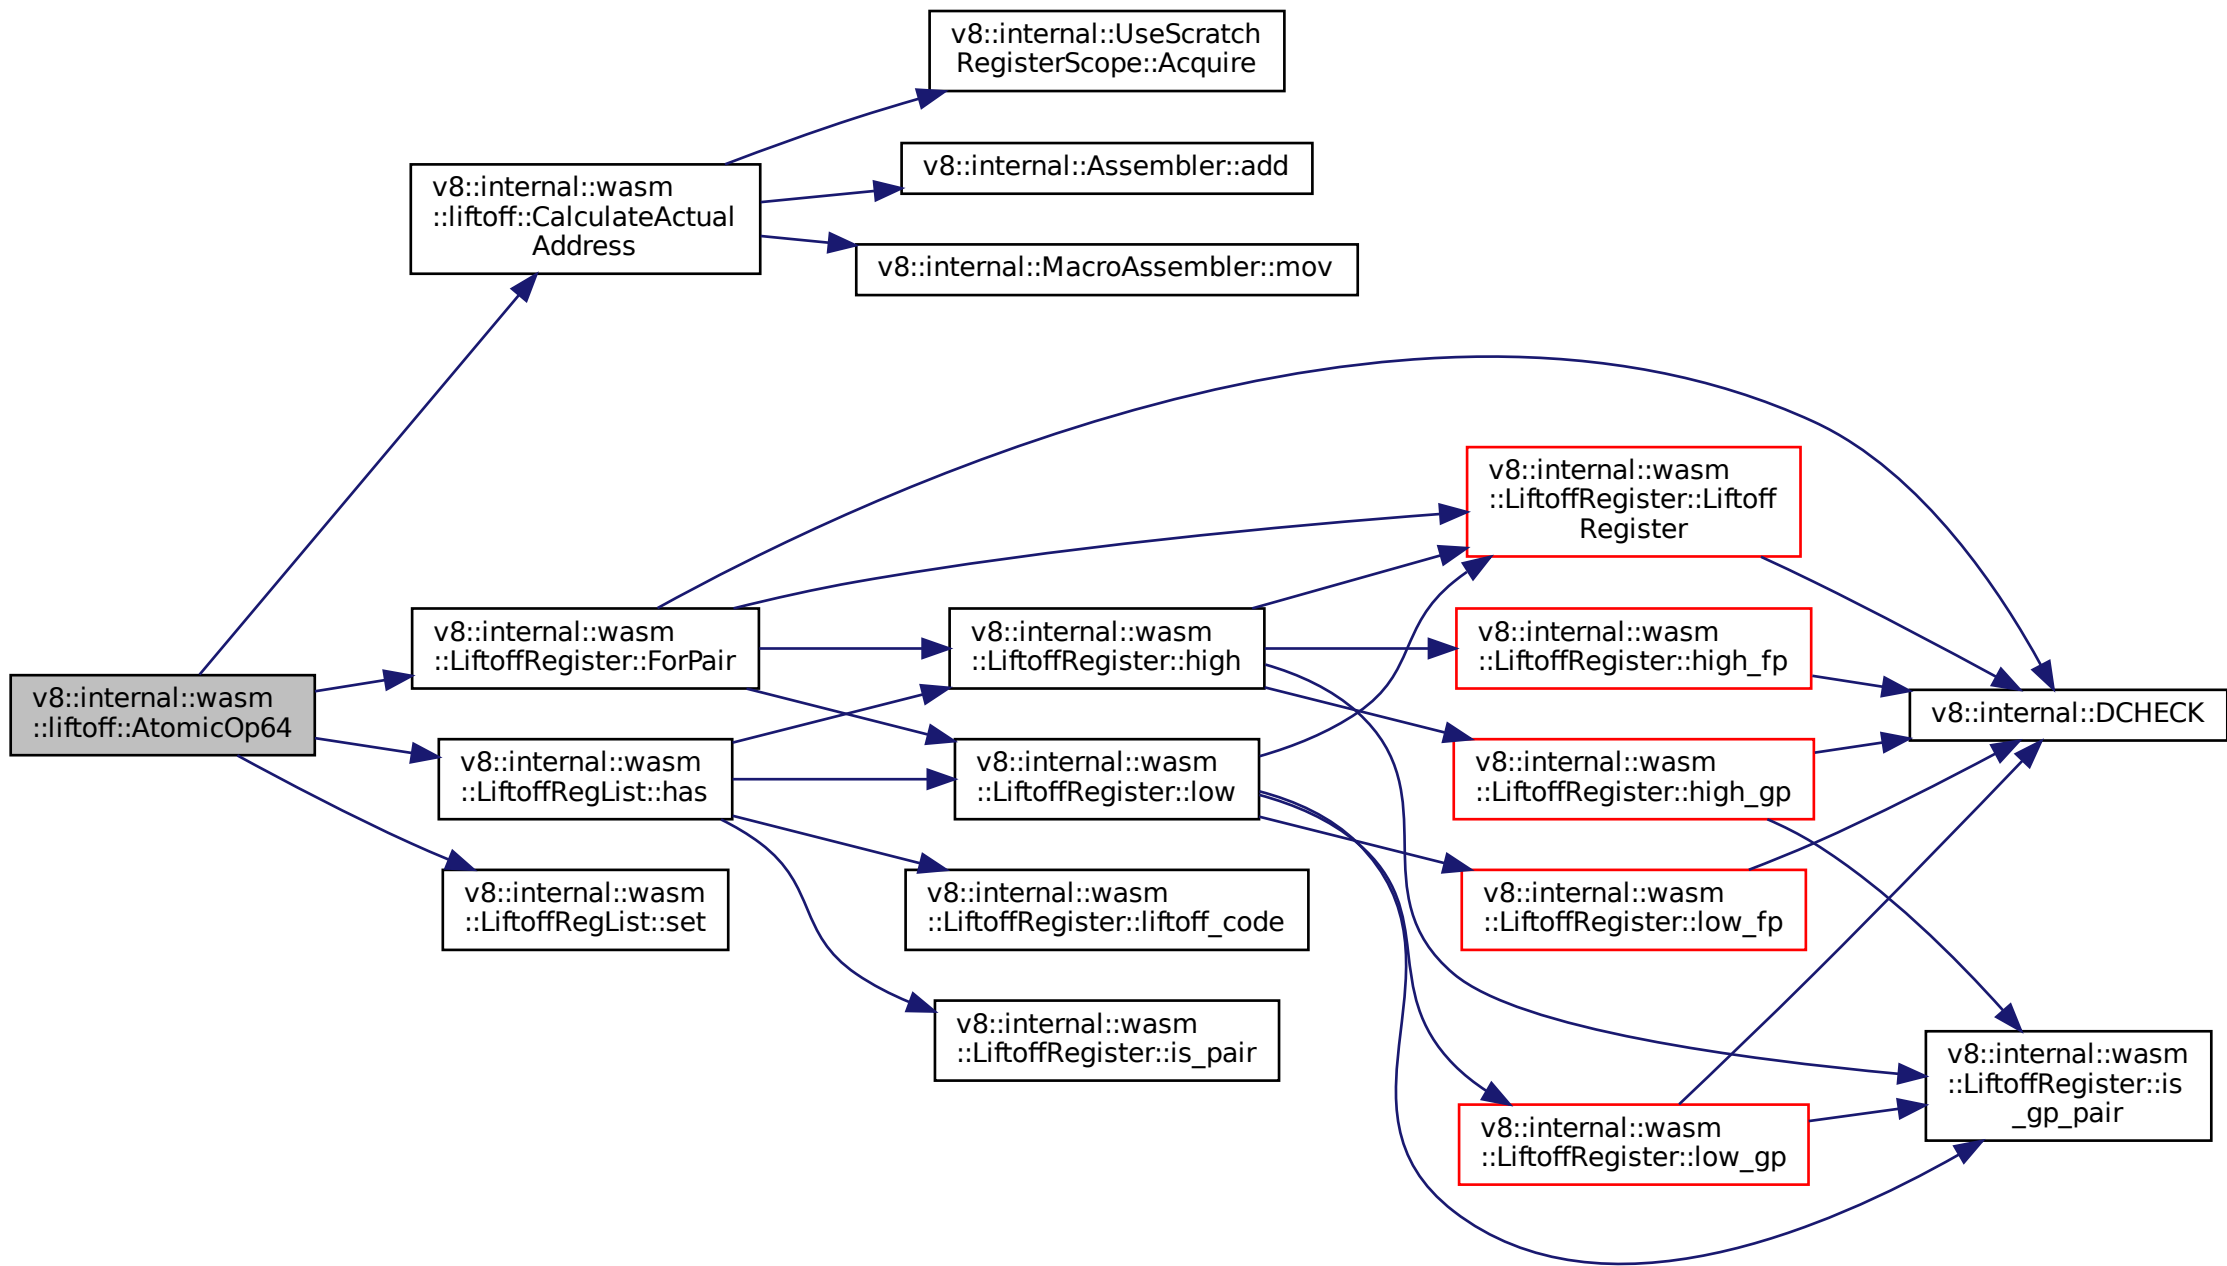 v8::internal::UseScratch
RegisterScope::Acquire
v8::internal::Assembler::add
v8::internal::wasm
::liftoff::CalculateActual
Address
v8::internal::MacroAssembler::mov
v8::internal::wasm
::LiftoffRegister::Liftoff
Register
v8::internal::wasm
::LiftoffRegister::ForPair
v8::internal::wasm
::LiftoffRegister::high
v8::internal::wasm
::LiftoffRegister::high_fp
v8::internal::wasm
::liftoff::AtomicOp64
v8::internal::DCHECK
v8::internal::wasm
::LiftoffRegList::has
v8::internal::wasm
::LiftoffRegister::low
v8::internal::wasm
::LiftoffRegister::high_gp
v8::internal::wasm
::LiftoffRegList::set
v8::internal::wasm
::LiftoffRegister::liftoff_code
v8::internal::wasm
::LiftoffRegister::low_fp
v8::internal::wasm
::LiftoffRegister::is_pair
v8::internal::wasm
::LiftoffRegister::is
_gp_pair
v8::internal::wasm
::LiftoffRegister::low_gp